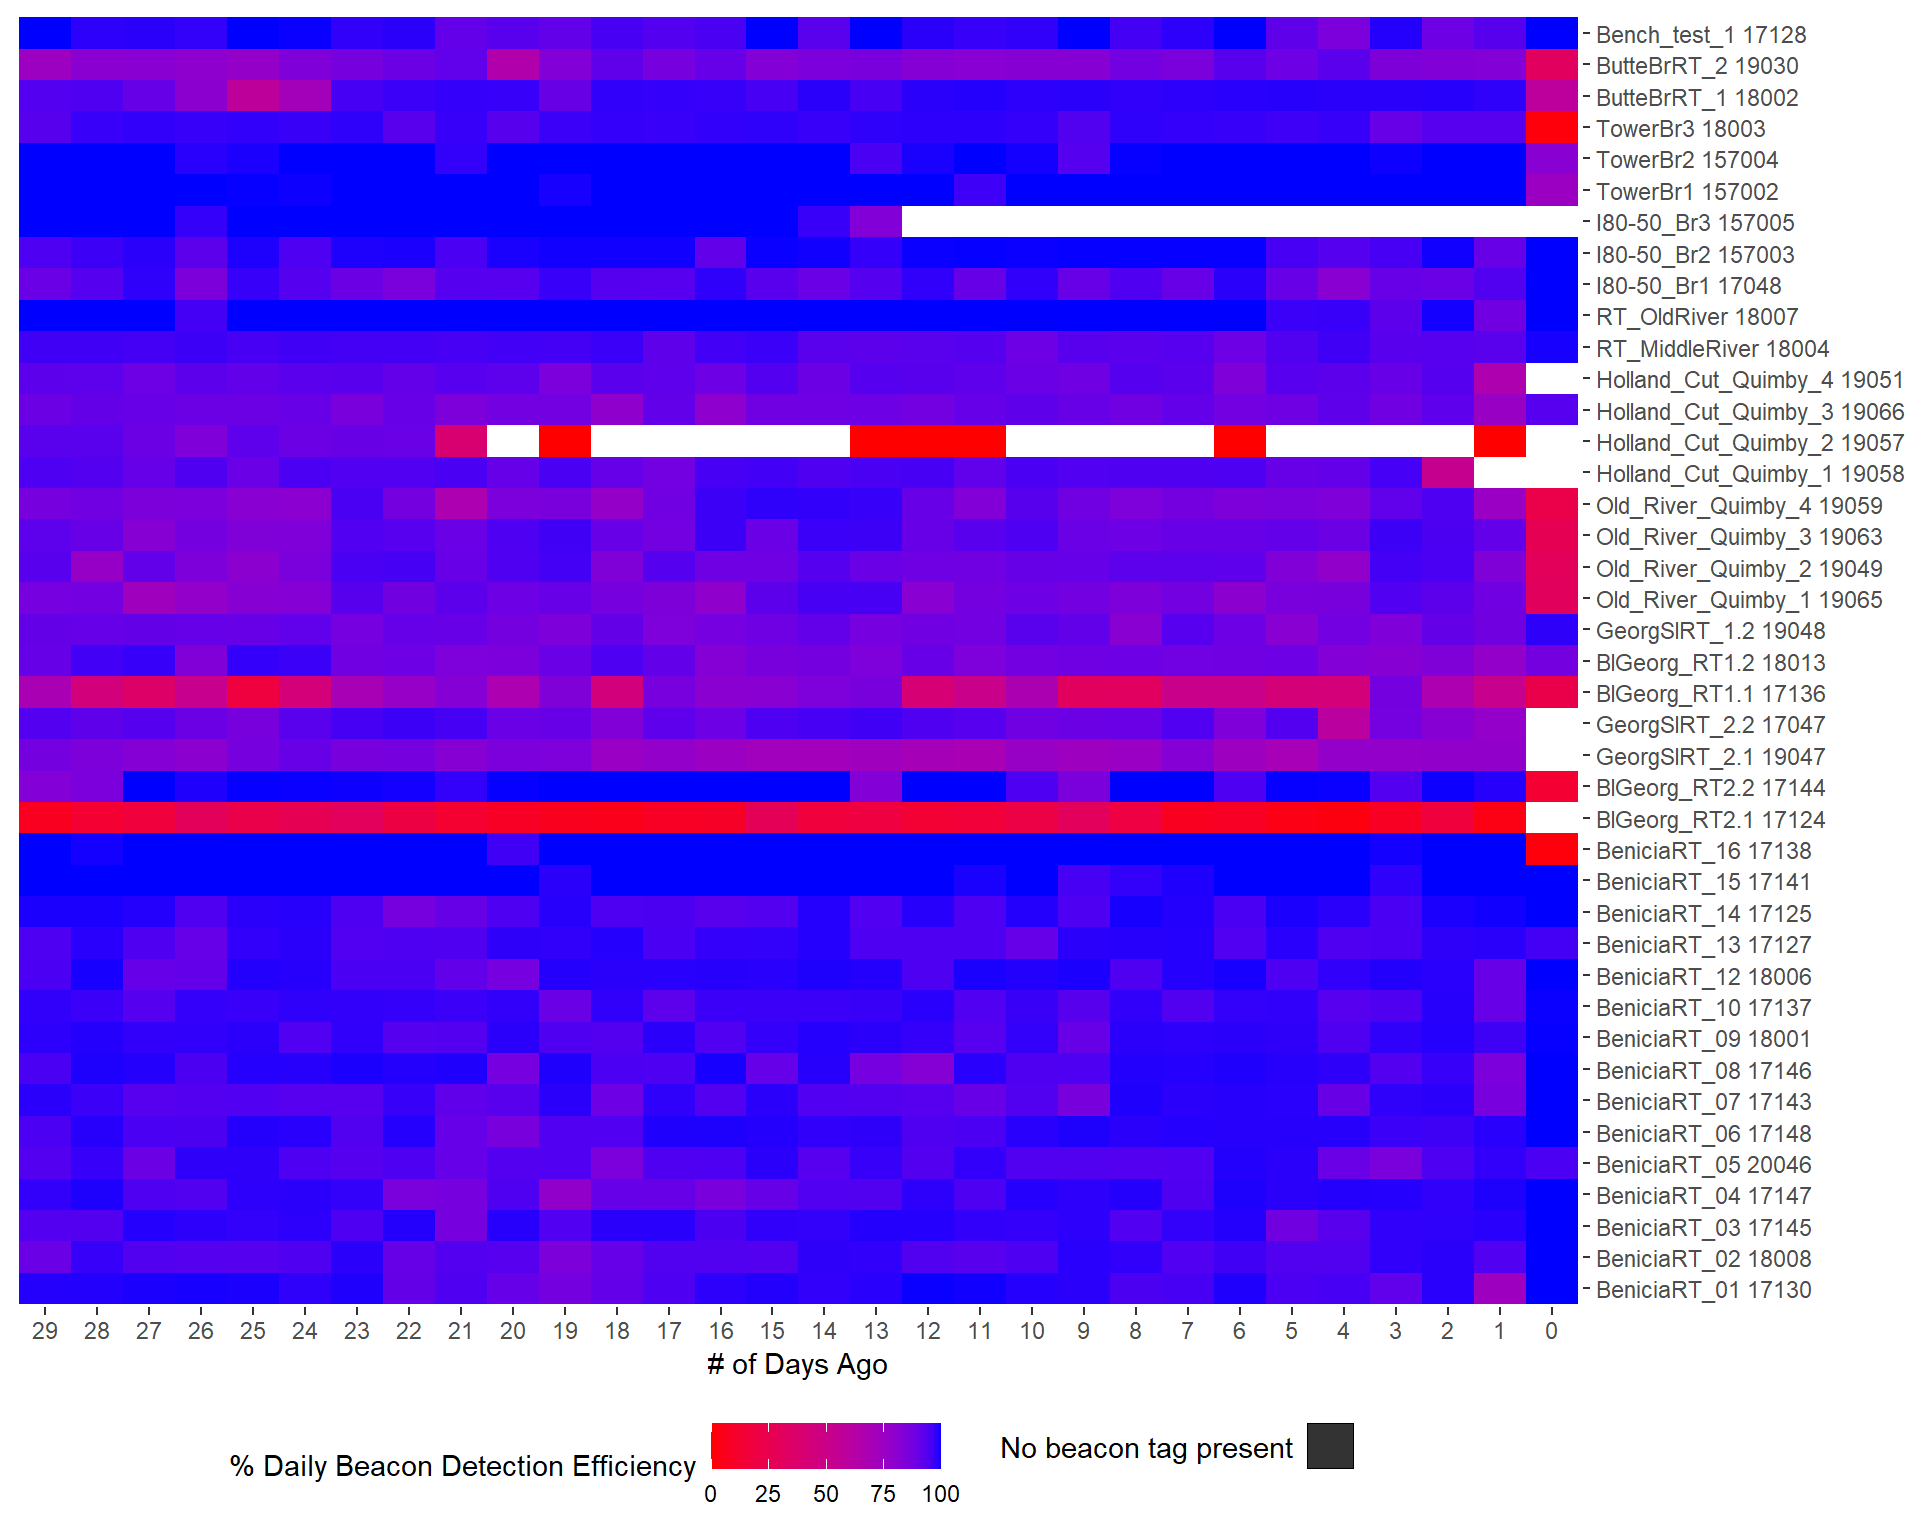 Bench_test_1 17128
ButteBrRT_2 19030
ButteBrRT_1 18002
TowerBr3 18003
TowerBr2 157004
TowerBr1 157002
I80-50_Br3 157005
I80-50_Br2 157003
I80-50_Br1 17048
RT_OldRiver 18007
RT_MiddleRiver 18004
Holland_Cut_Quimby_4 19051
Holland_Cut_Quimby_3 19066
Holland_Cut_Quimby_2 19057
Holland_Cut_Quimby_1 19058
Old_River_Quimby_4 19059
Old_River_Quimby_3 19063
Old_River_Quimby_2 19049
Old_River_Quimby_1 19065
GeorgSlRT_1.2 19048
BlGeorg_RT1.2 18013
BlGeorg_RT1.1 17136
GeorgSlRT_2.2 17047
GeorgSlRT_2.1 19047
BlGeorg_RT2.2 17144
BlGeorg_RT2.1 17124
BeniciaRT_16 17138
BeniciaRT_15 17141
BeniciaRT_14 17125
BeniciaRT_13 17127
BeniciaRT_12 18006
BeniciaRT_10 17137
BeniciaRT_09 18001
BeniciaRT_08 17146
BeniciaRT_07 17143
BeniciaRT_06 17148
BeniciaRT_05 20046
BeniciaRT_04 17147
BeniciaRT_03 17145
BeniciaRT_02 18008
BeniciaRT_01 17130
29 28 27 26 25 24 23 22 21 20 19 18 17 16 15 14 13 12 11 10 9 8 7 6 5 4 3 2 1 0
# of Days Ago
% Daily Beacon Detection Efficiency
0 25 50 75 100
No beacon tag present